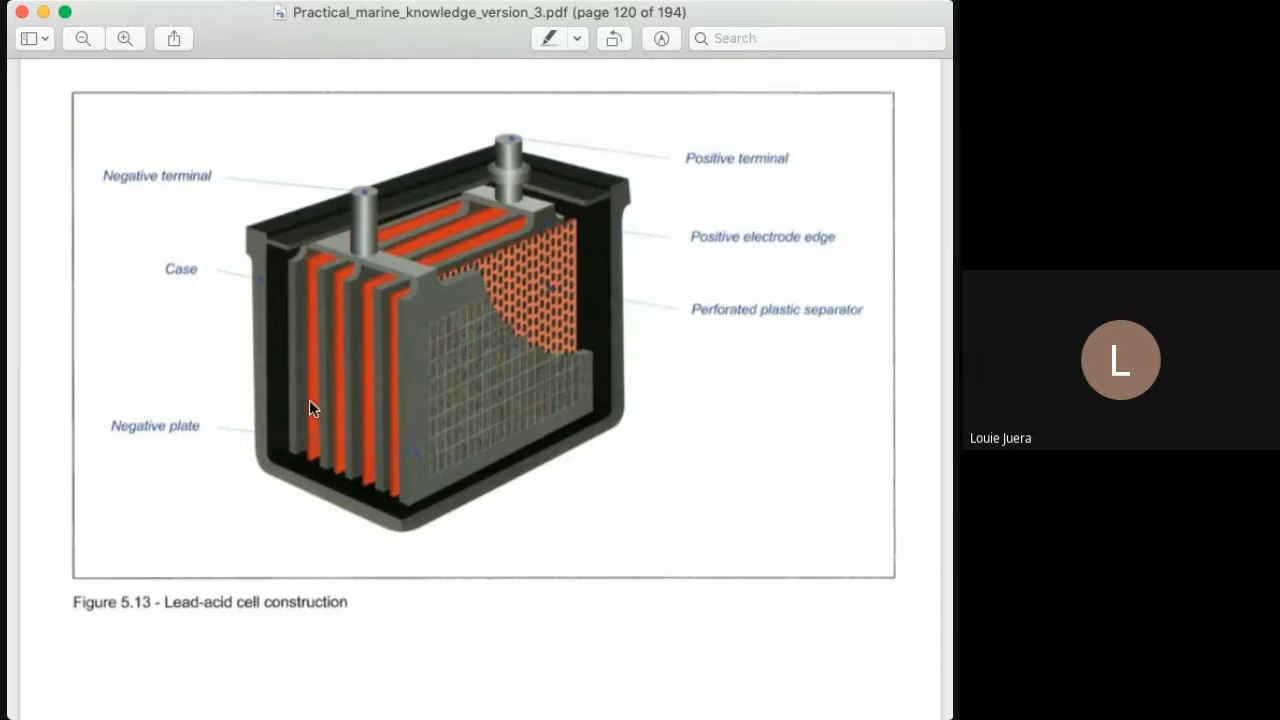 Practical_marine_knowledge_version_3.pdf (page 120 of 194)
Search
Positive terminal
Negative terminal
Positive electrode edge
Case
Perforated plastic separator
Negative plate
L
Louie Juera
Figure 5.13 - Lead-acid cell construction